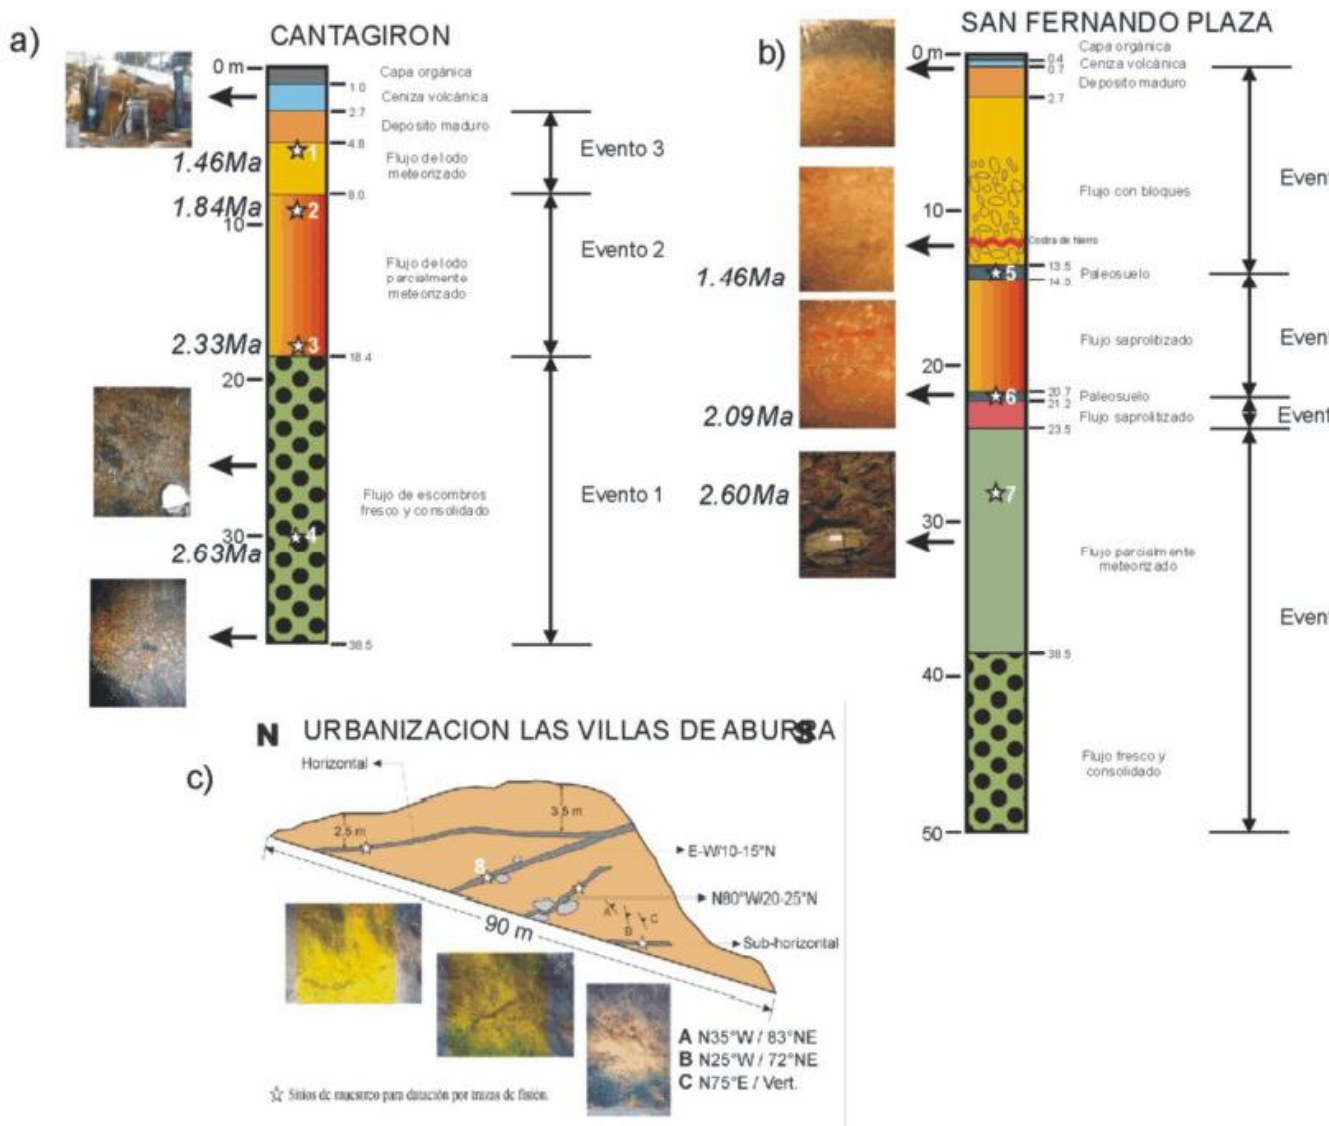 a)
CANTAGIRON
0 m
Capa orgánica
1.0
Ceniza volcánica
2.7
Deposito maduro
4.8
1.46Ma
1
Flujo de lodo
meteorizado
Evento 3
8.0
1.84Ma
2
10
Flujo de lodo
parcialmente
meteorizado
Evento 2
2.33Ma
3
18.4
20
Flujo de escombros
fresco y consolidado
Evento 1
30
4
2.63Ma
38.5
b)
SAN FERNANDO PLAZA
0 m
Capa orgánica
0.4
Ceniza volcánica
0.7
Deposito maduro
2.7
Flujo con bloques
Event
10
Costra de hierro
13.5
1.46Ma
5
Paleosuelo
14.5
Flujo saprolitizado
Event
20
20.7
6
Paleosuelo
21.2
2.09Ma
Flujo saprolitizado
Event
23.5
2.60Ma
7
30
Flujo parcialmente
meteorizado
Event
38.5
40
Flujo fresco y
consolidado
50
c)
N URBANIZACION LAS VILLAS DE ABURRA S
Horizontal
2.5 m
3.5 m
8
E-W/10-15°N
N80°W/20-25°N
A
B
C
Sub-horizontal
90 m
A N35°W / 83°NE
B N25°W / 72°NE
C N75°E / Vert.
Sitios de muestreo para datación por trazas de fisión.